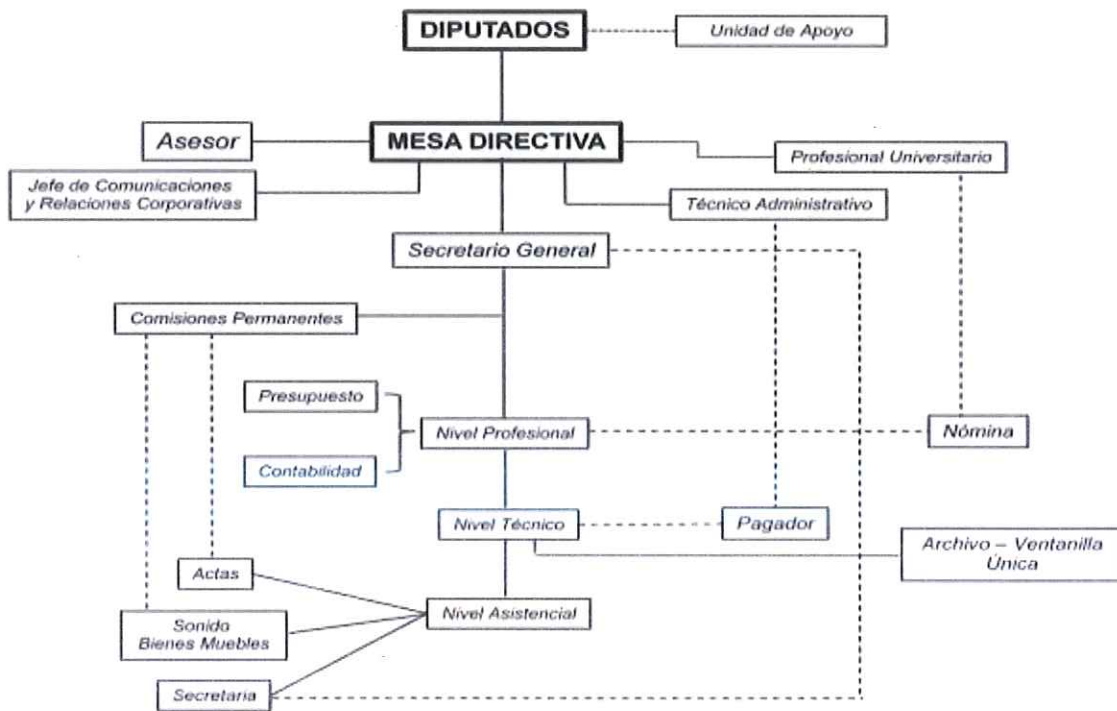 DIPUTADOS
Unidad de Apoyo
Asesor
MESA DIRECTIVA
Profesional Universitario
Jefe de Comunicaciones
y Relaciones Corporativas
Técnico Administrativo
Secretario General
Comisiones Permanentes
Presupuesto
Nivel Profesional
Nómina
Contabilidad
Nivel Técnico
Pagador
Archivo – Ventanilla
Única
Actas
Nivel Asistencial
Sonido
Bienes Muebles
Secretaria